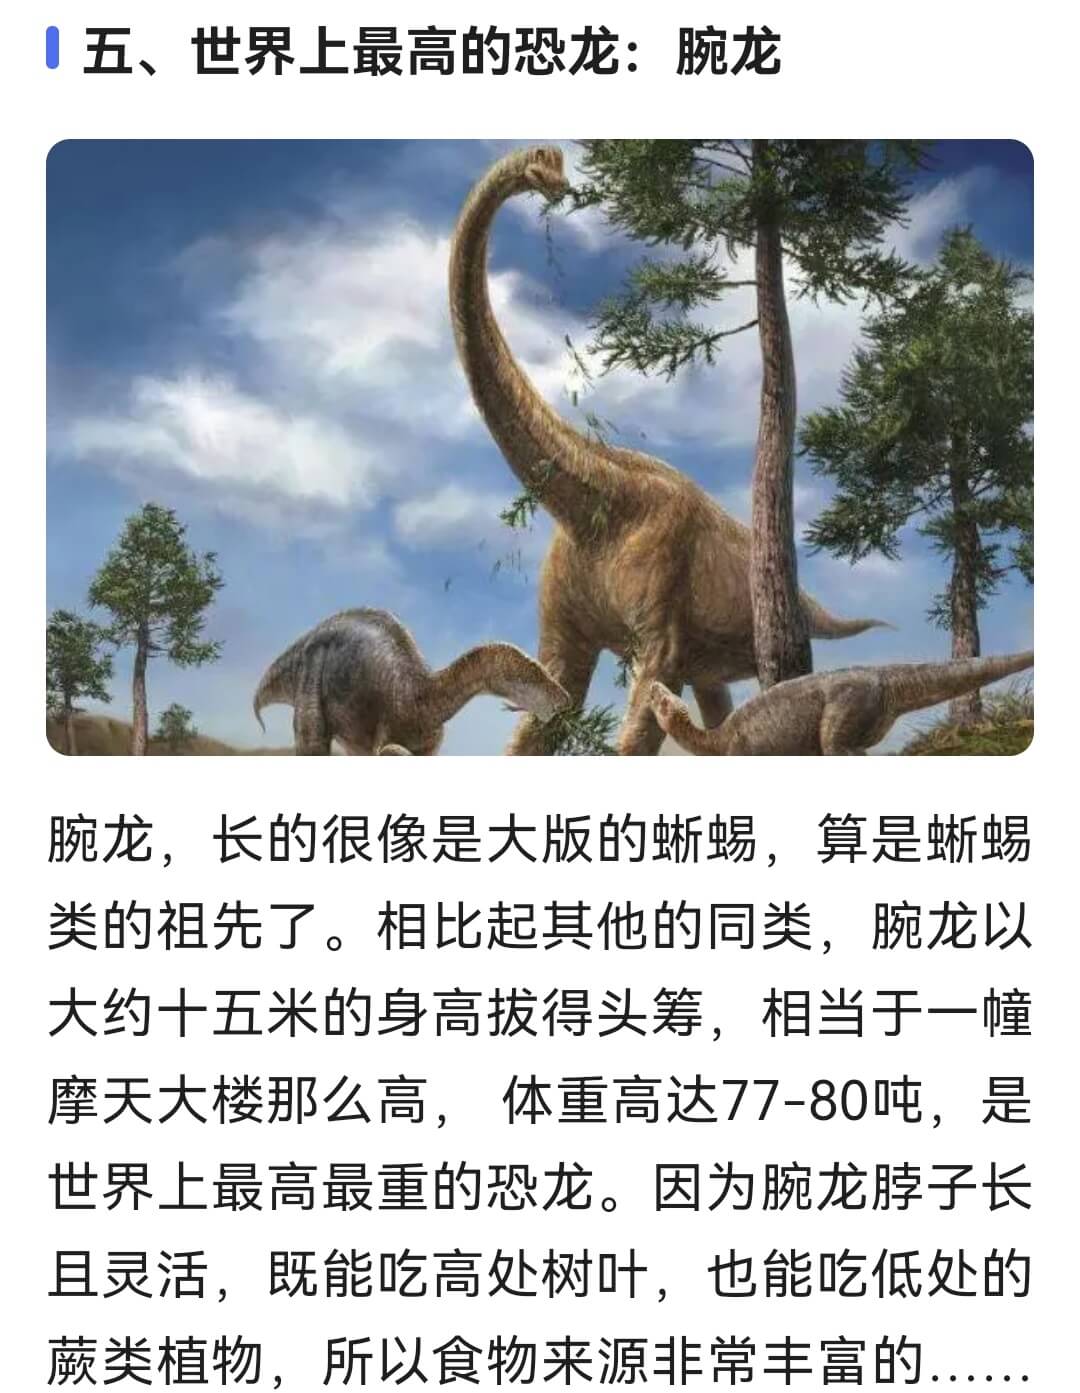 五、世界上最高的恐龙：腕龙
腕龙，长的很像是大版的蜥蜴，算是蜥蜴
类的祖先了。相比起其他的同类，腕龙以
大约十五米的身高拔得头筹，相当于一幢
摩天大楼那么高， 体重高达77-80吨，是
世界上最高最重的恐龙。因为腕龙脖子长
且灵活，既能吃高处树叶，也能吃低处的
蕨类植物，所以食物来源非常丰富的……